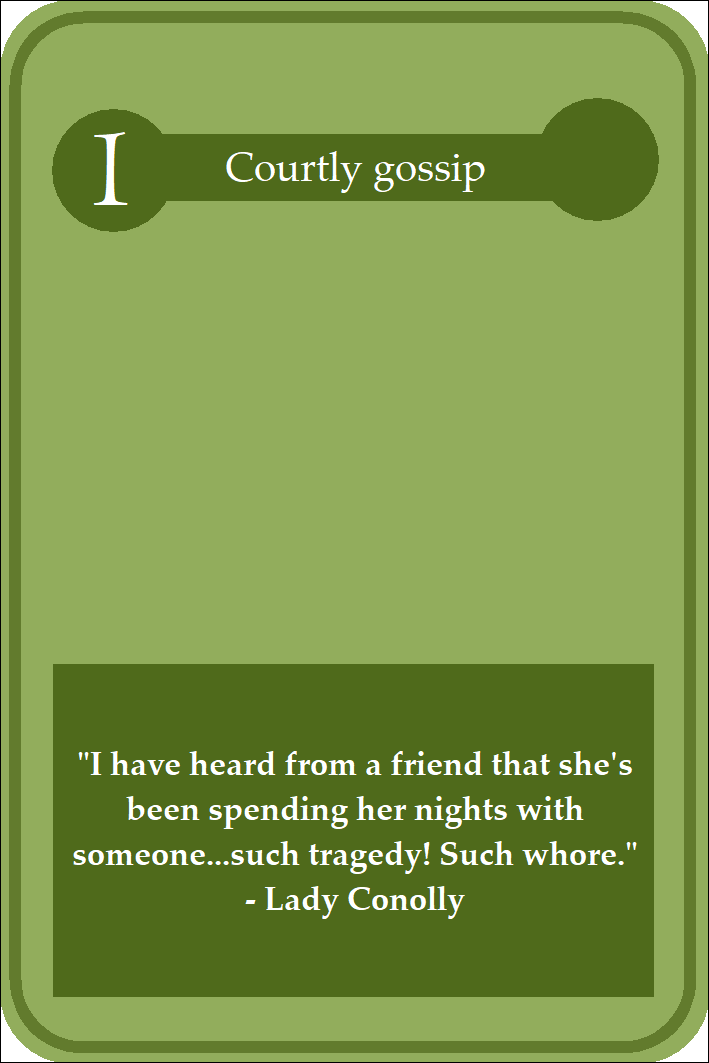 I
Courtly gossip
"I have heard from a friend that she's
been spending her nights with
someone...such tragedy! Such whore."
- Lady Conolly